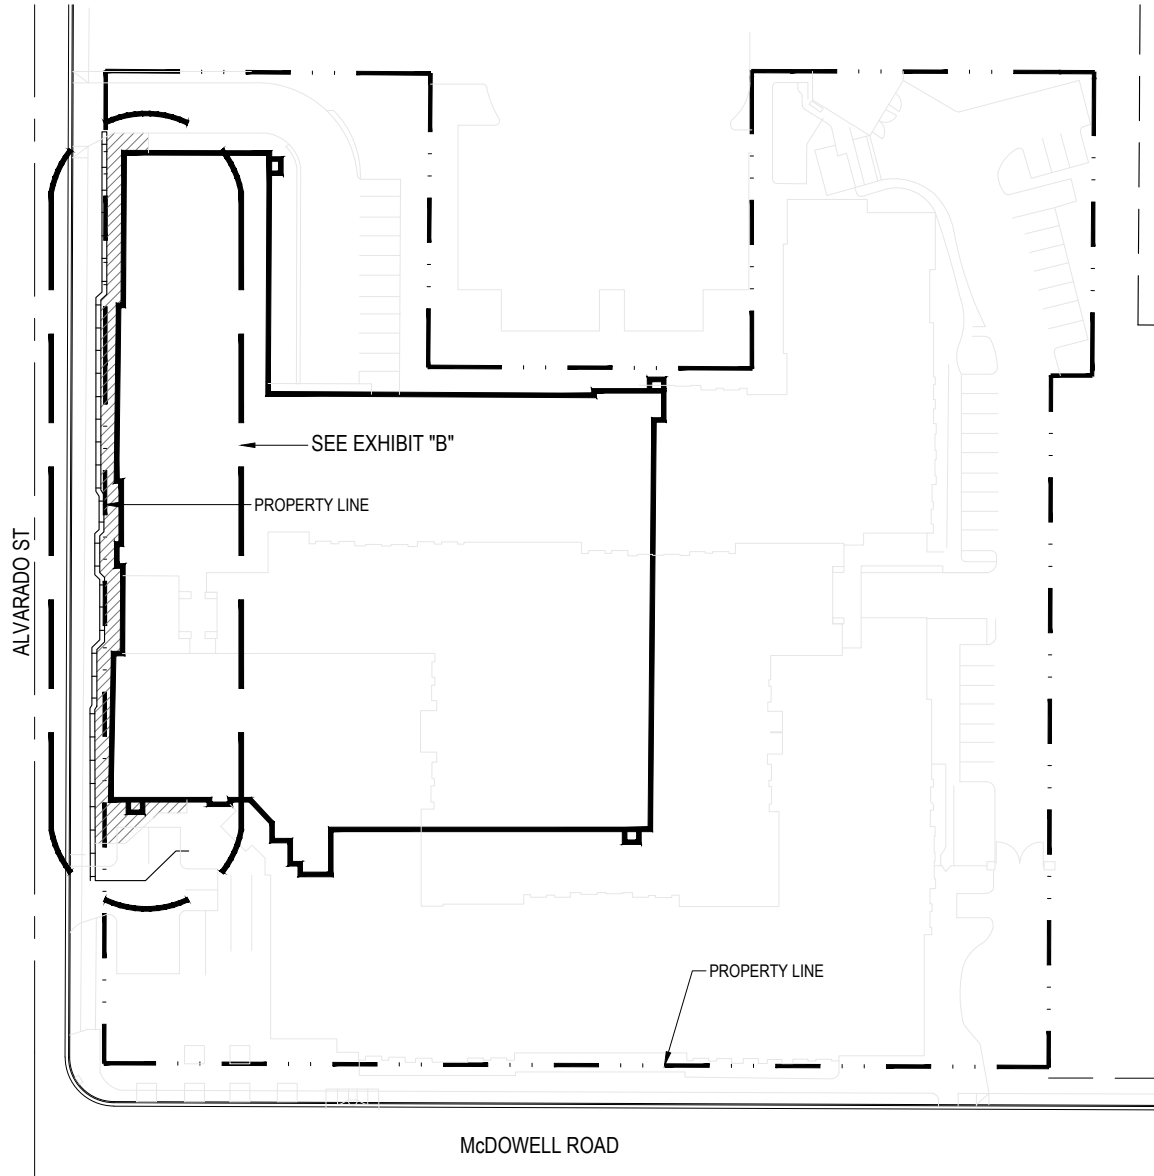 SEE EXHIBIT "B"
PROPERTY LINE
ALVARADO ST
PROPERTY LINE
McDOWELL ROAD